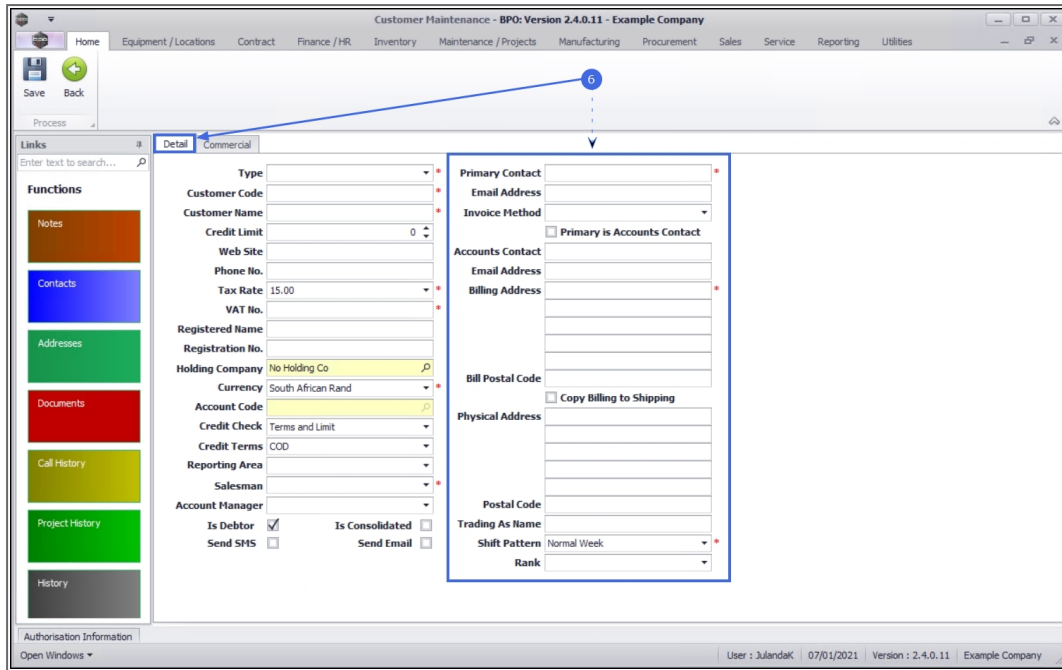 Customer Maintenance - BPO: Version 2.4.0.11 - Example Company
Home Equipment / Locations Contract Finance / HR Inventory Maintenance / Projects Manufacturing Procurement Sales Service Reporting Utilities
Save Back
Process
6
Links
Enter text to search...
Functions
Notes
Contacts
Addresses
Documents
Call History
Project History
History
Detail Commercial
Type *
Customer Code *
Customer Name *
Credit Limit 0
Web Site
Phone No.
Tax Rate 15.00 *
VAT No. *
Registered Name
Registration No.
Holding Company No Holding Co
Currency South African Rand *
Account Code
Credit Check Terms and Limit
Credit Terms COD
Reporting Area
Salesman *
Account Manager
Is Debtor Is Consolidated
Send SMS Send Email
Primary Contact *
Email Address
Invoice Method
Primary is Accounts Contact
Accounts Contact
Email Address
Billing Address *
Bill Postal Code
Copy Billing to Shipping
Physical Address
Postal Code
Trading As Name
Shift Pattern Normal Week *
Rank
Authorisation Information
Open Windows User : JulandaK 07/01/2021 Version : 2.4.0.11 Example Company